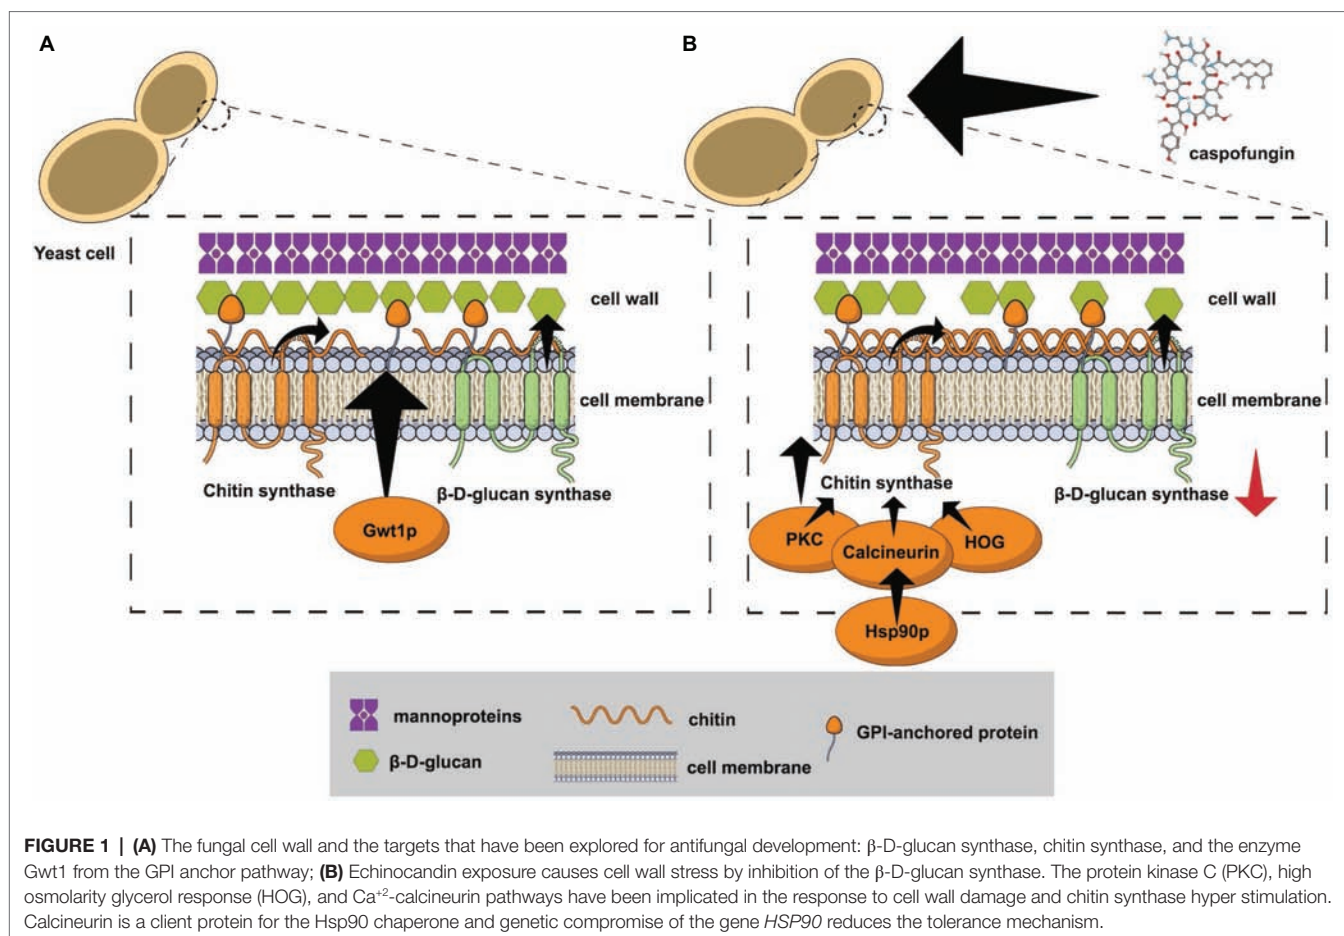 A
B
caspofungin
Yeast cell
cell wall
cell membrane
Chitin synthase
β-D-glucan synthase
Gwt1p
cell wall
cell membrane
Chitin synthase
β-D-glucan synthase
PKC
Calcineurin
HOG
Hsp90p
mannoproteins
chitin
GPI-anchored protein
β-D-glucan
cell membrane
FIGURE 1 | (A) The fungal cell wall and the targets that have been explored for antifungal development: β-D-glucan synthase, chitin synthase, and the enzyme
Gwt1 from the GPI anchor pathway; (B) Echinocandin exposure causes cell wall stress by inhibition of the β-D-glucan synthase. The protein kinase C (PKC), high
osmolarity glycerol response (HOG), and Ca⁺²-calcineurin pathways have been implicated in the response to cell wall damage and chitin synthase hyper stimulation.
Calcineurin is a client protein for the Hsp90 chaperone and genetic compromise of the gene HSP90 reduces the tolerance mechanism.